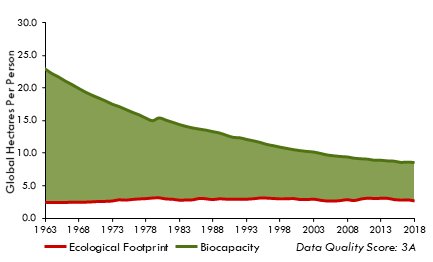 Global Hectares Per Person
30.0
25.0
20.0
15.0
10.0
5.0
0.0
1963 1968 1973 1978 1983 1988 1993 1998 2003 2008 2013 2018
Ecological Footprint Biocapacity Data Quality Score: 3A